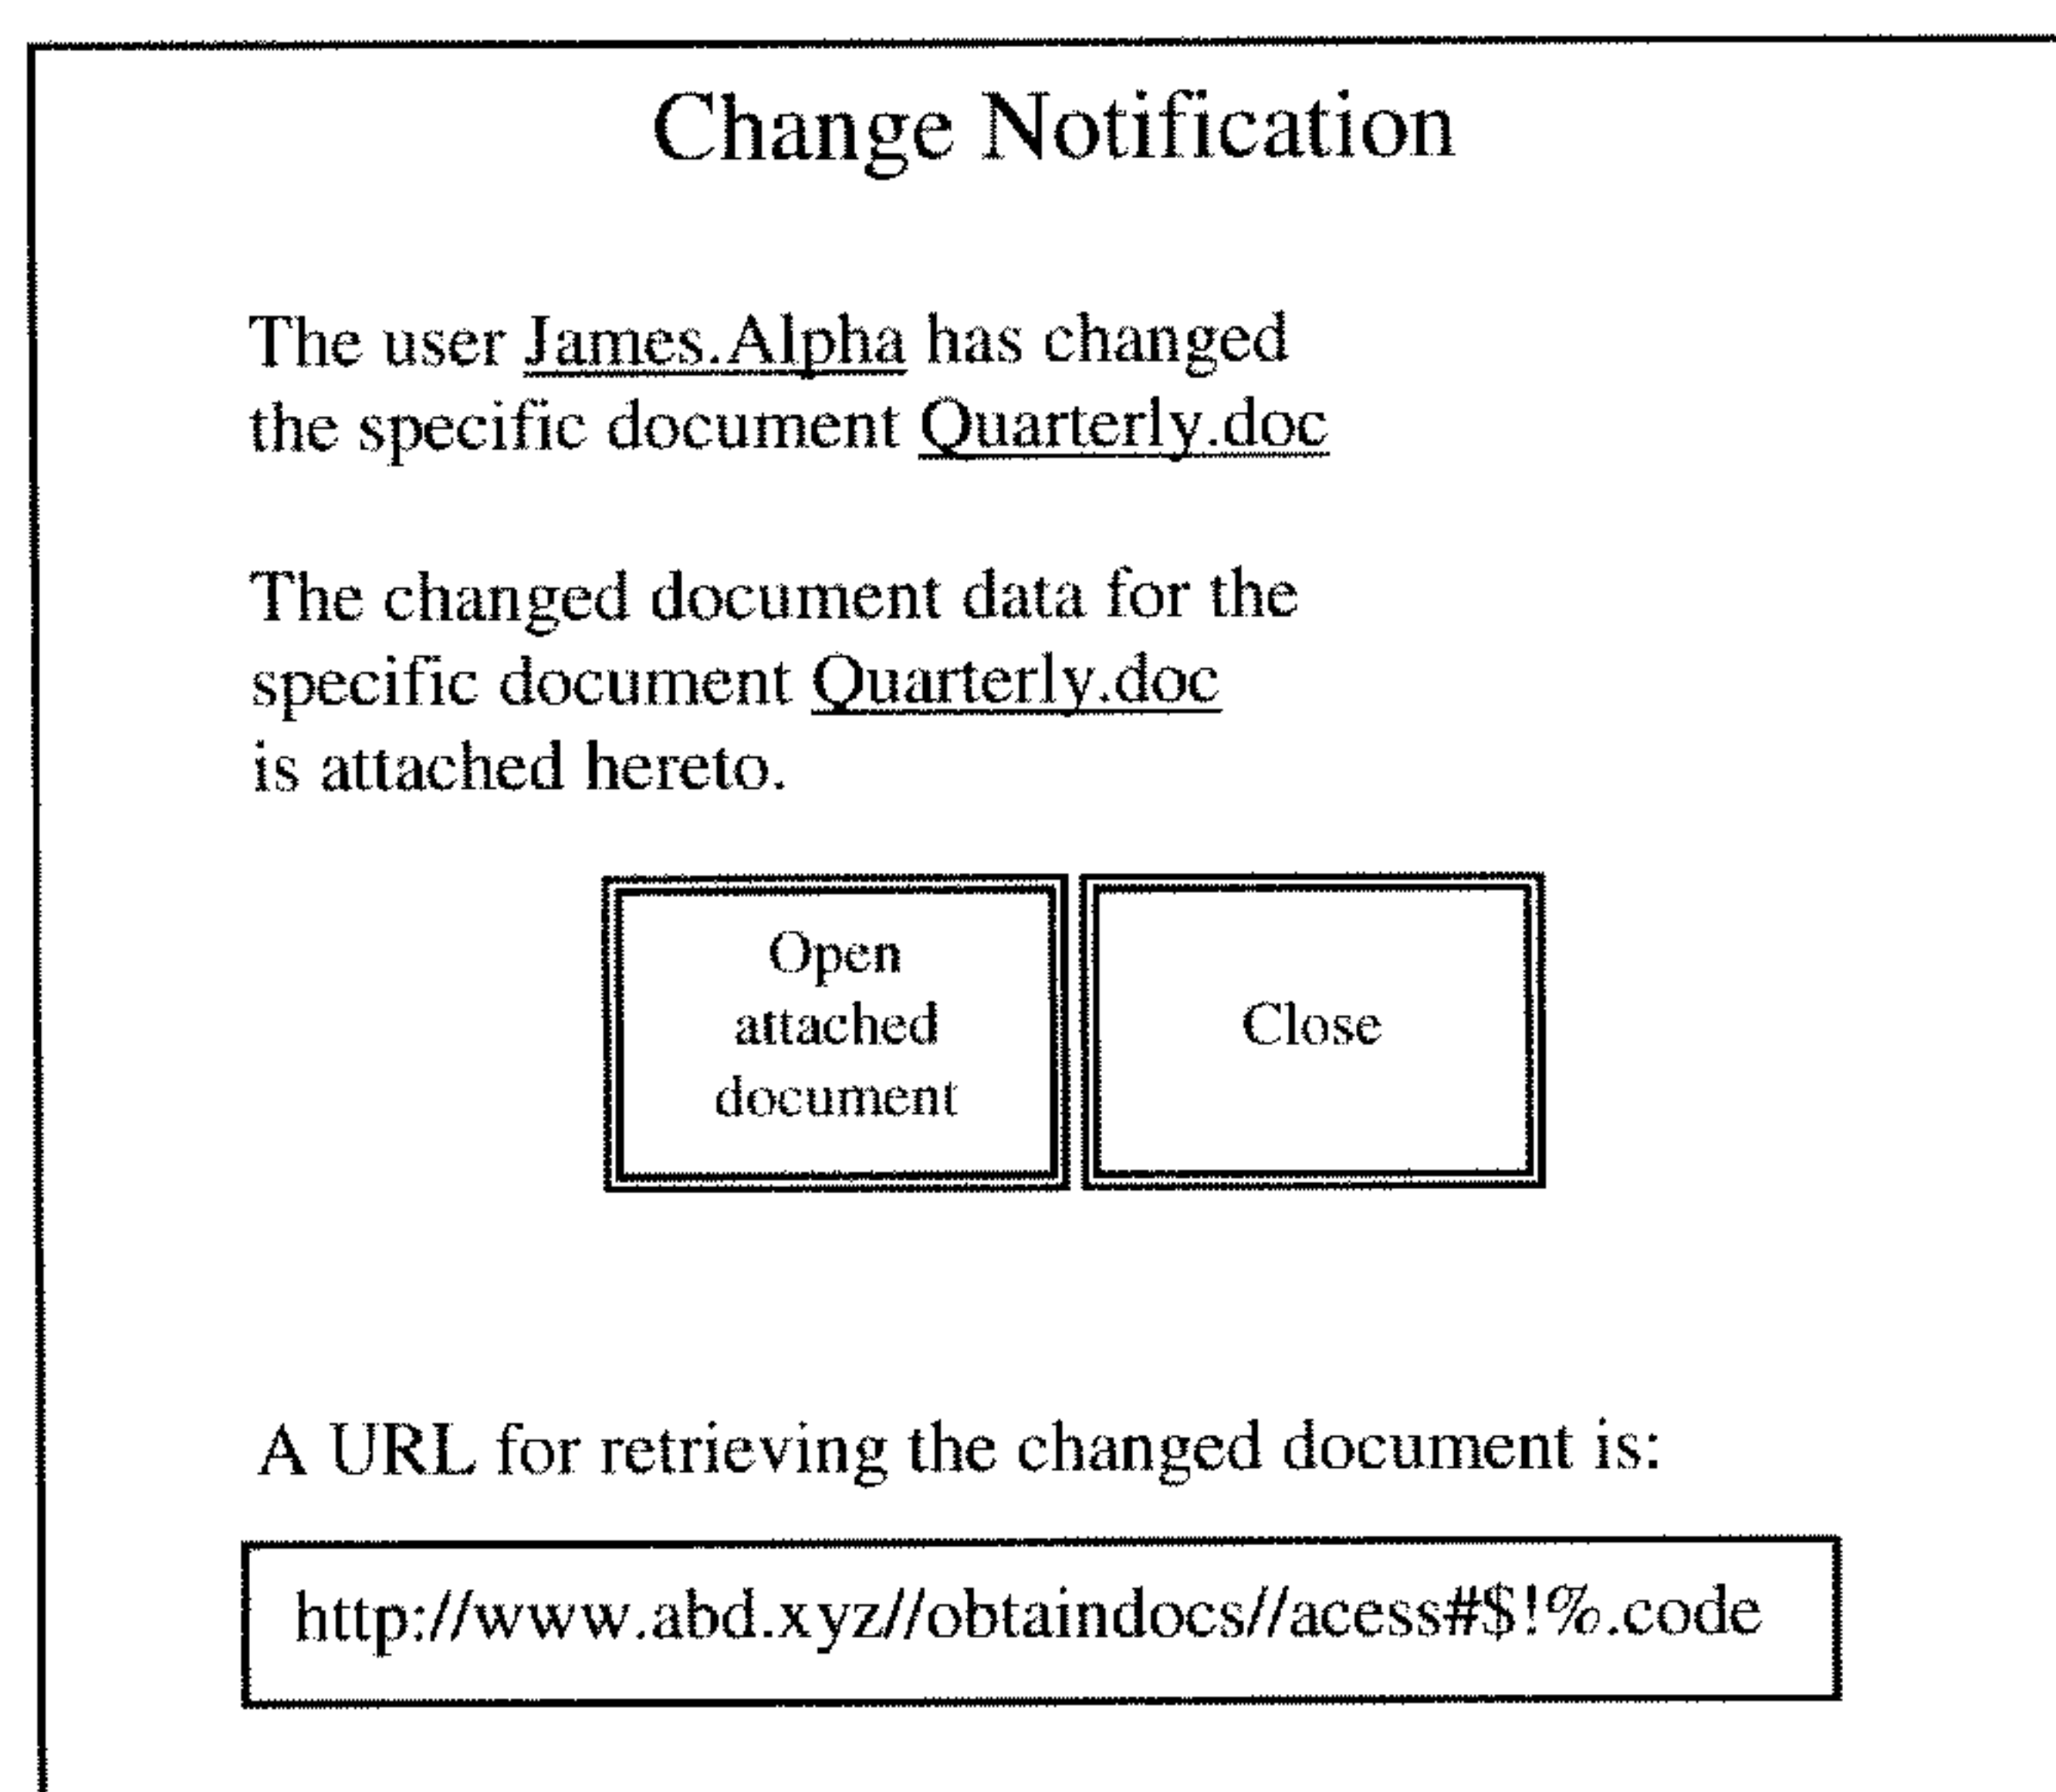 Change Notification
The user James.Alpha has changed
the specific document Quarterly.doc
The changed document data for the
specific document Quarterly.doc
is attached hereto.
Open
attached
document
Close
A URL for retrieving the changed document is:
http://www.abd.xyz//obtaindocs//acess#$!%.code